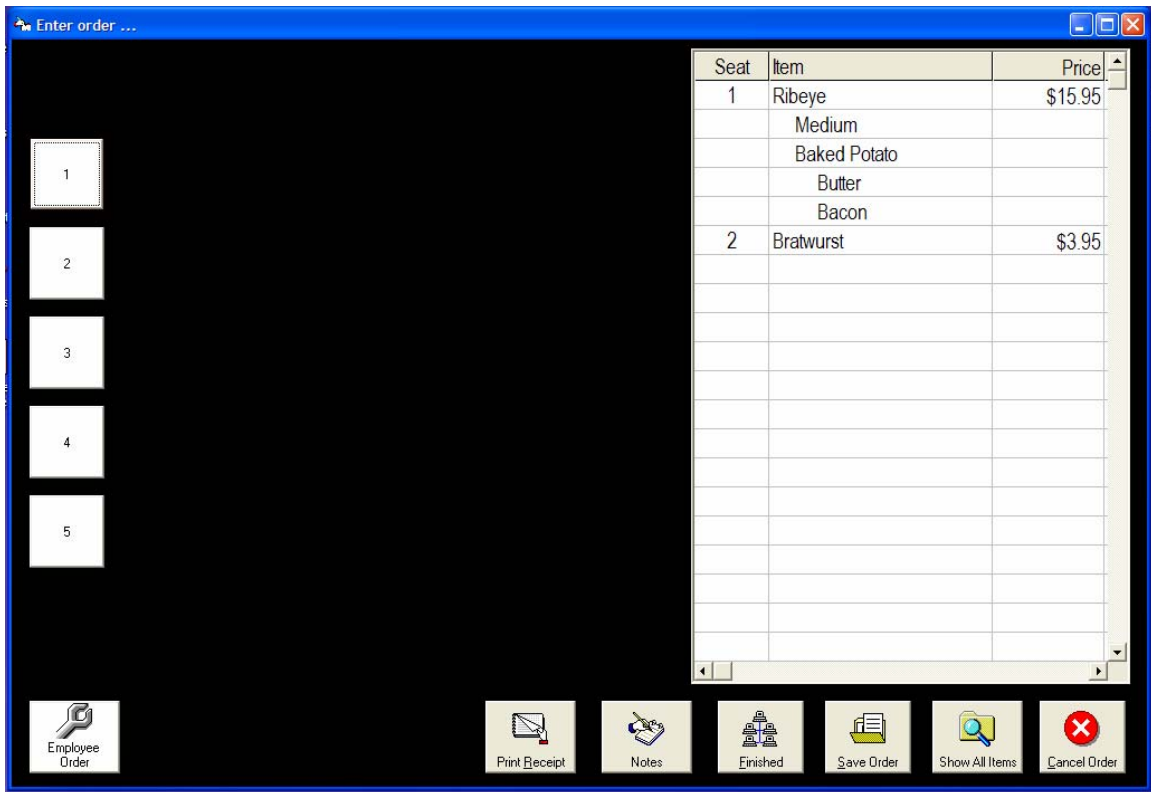 Enter order ...
Seat Item Price
1 Ribeye $15.95
Medium
Baked Potato
Butter
Bacon
2 Bratwurst $3.95
1
2
3
4
5
Employee
Order
Print Receipt
Notes
Finished
Save Order
Show All Items
Cancel Order